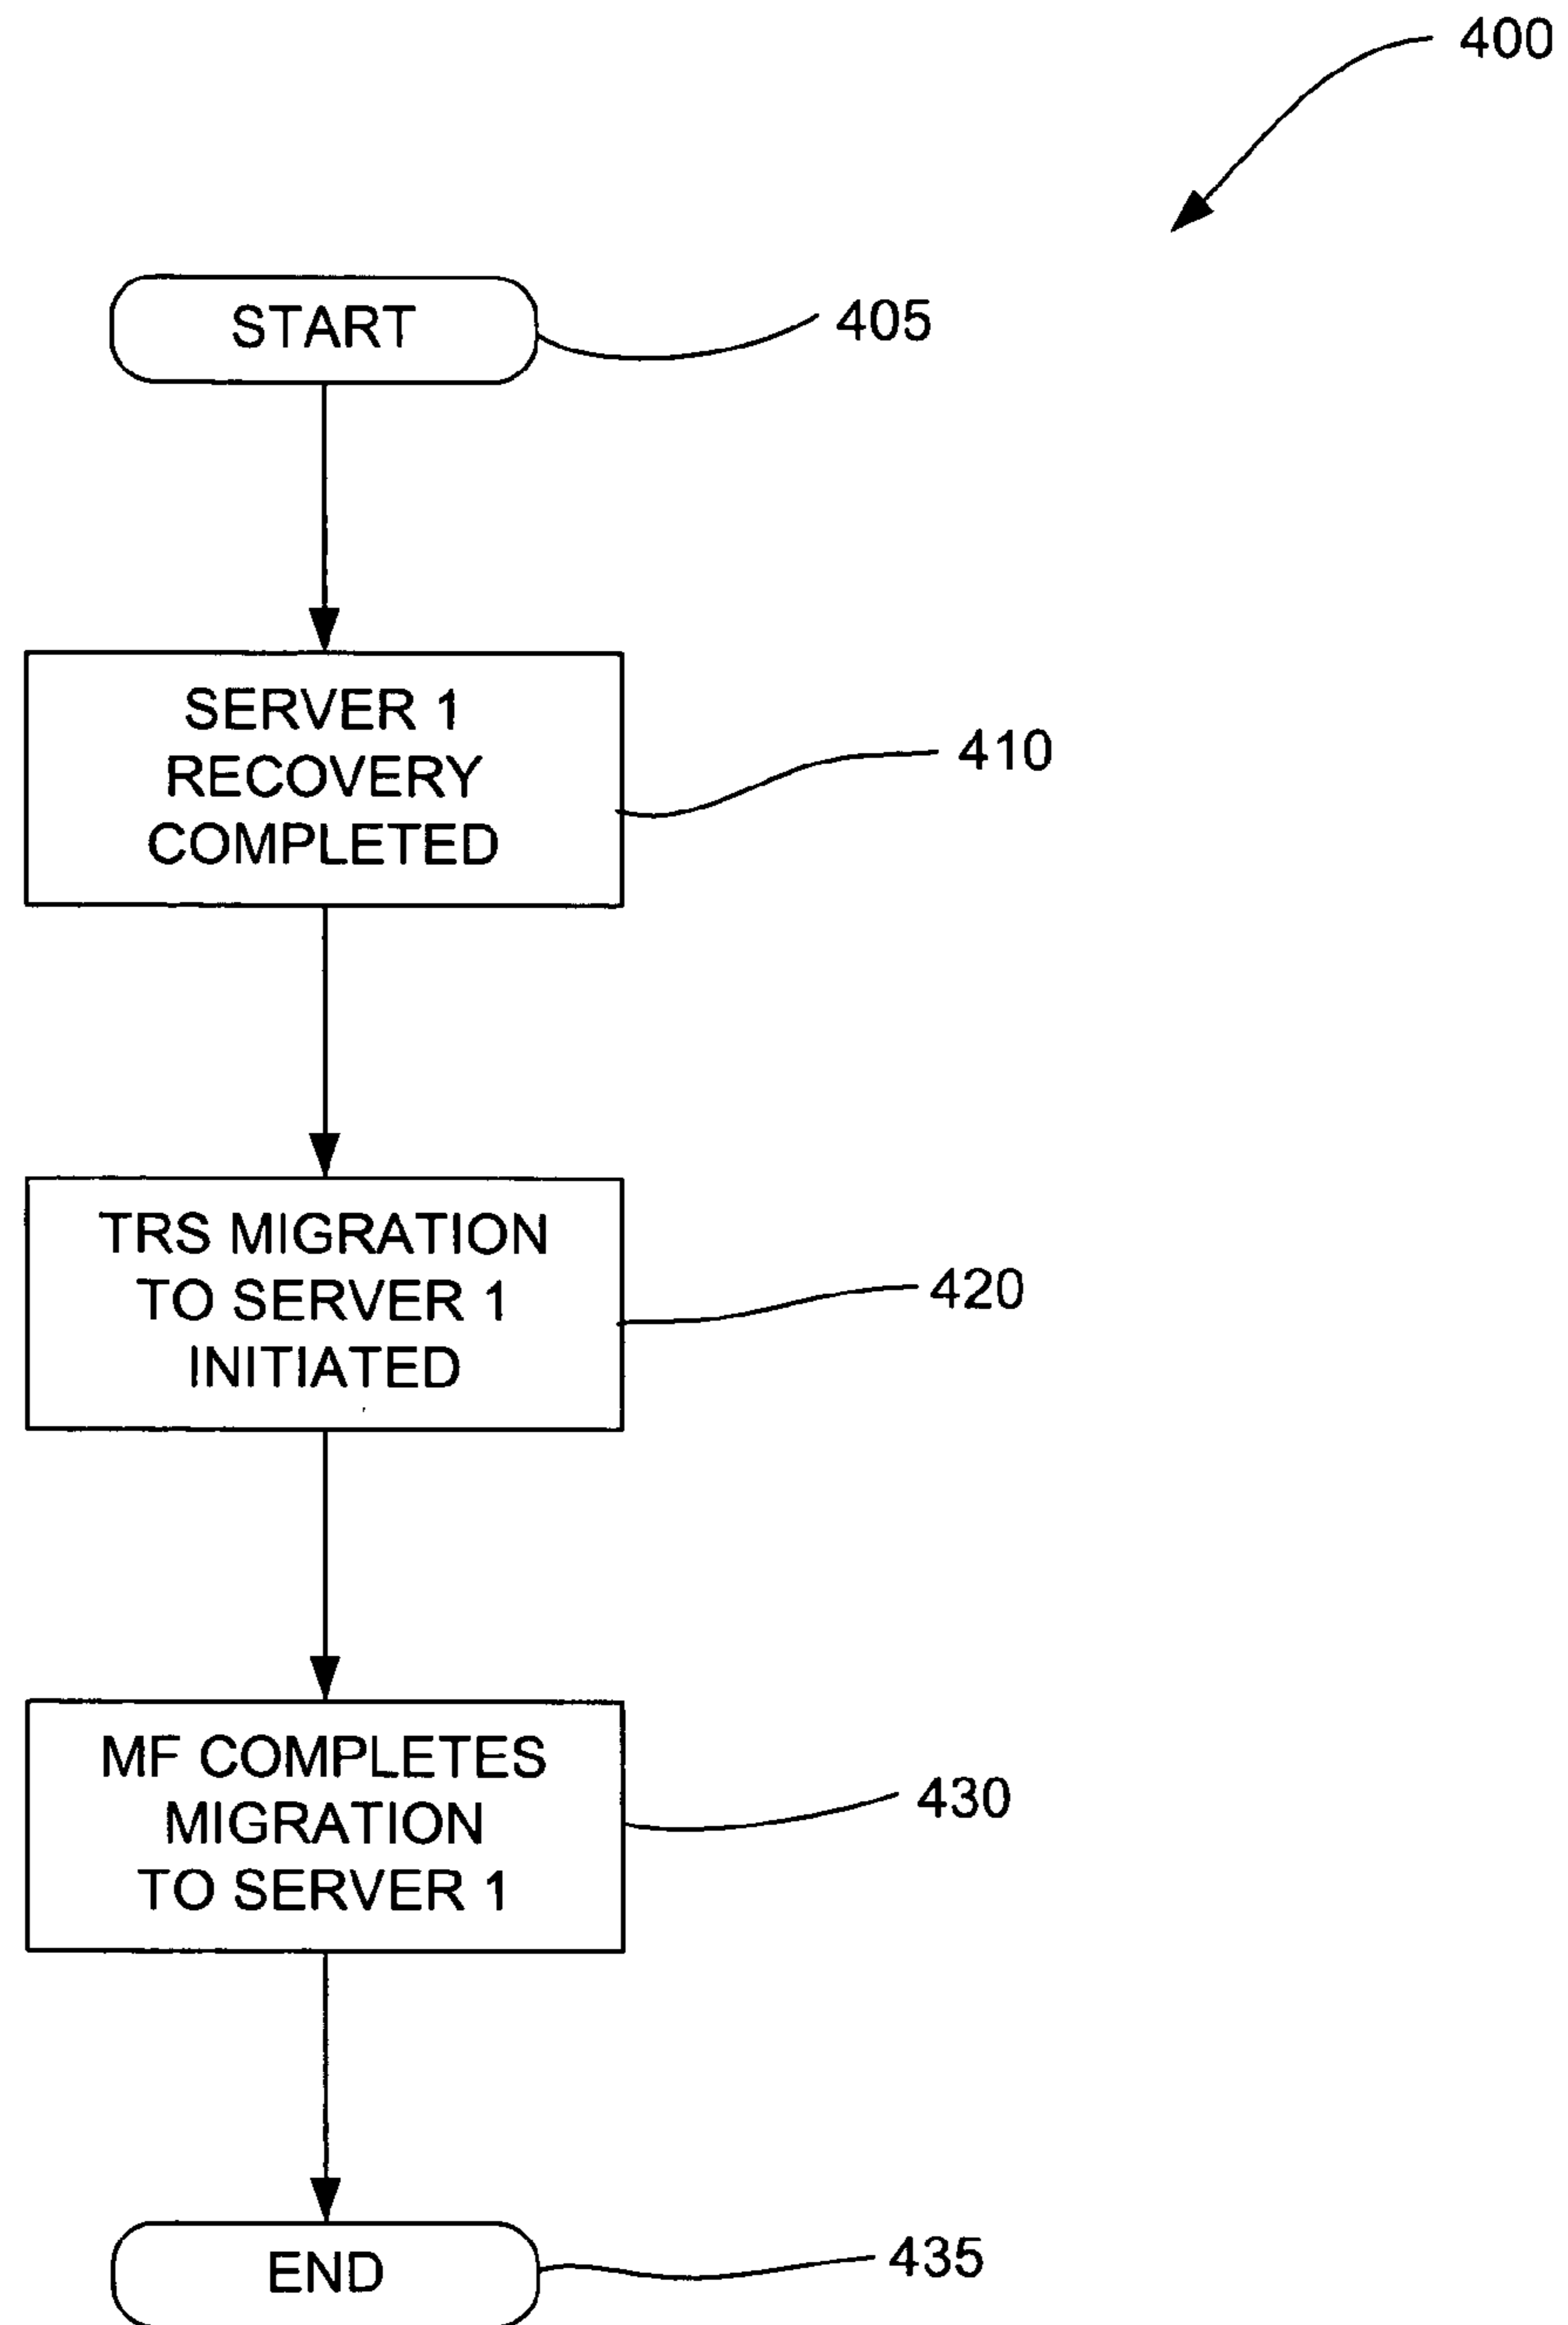 400
START
405
SERVER 1
RECOVERY
COMPLETED
410
TRS MIGRATION
TO SERVER 1
INITIATED
420
MF COMPLETES
MIGRATION
TO SERVER 1
430
END
435